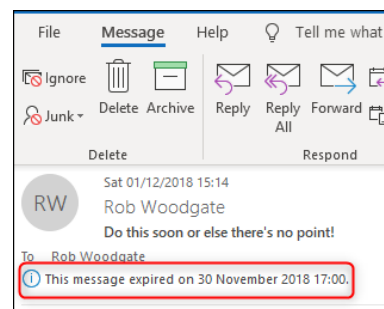 File Message Help Tell me what
Ignore
Junk
Delete Archive Reply Reply All Forward
Delete Respond
Sat 01/12/2018 15:14
RW
Rob Woodgate
Do this soon or else there's no point!
To Rob Woodgate
This message expired on 30 November 2018 17:00.